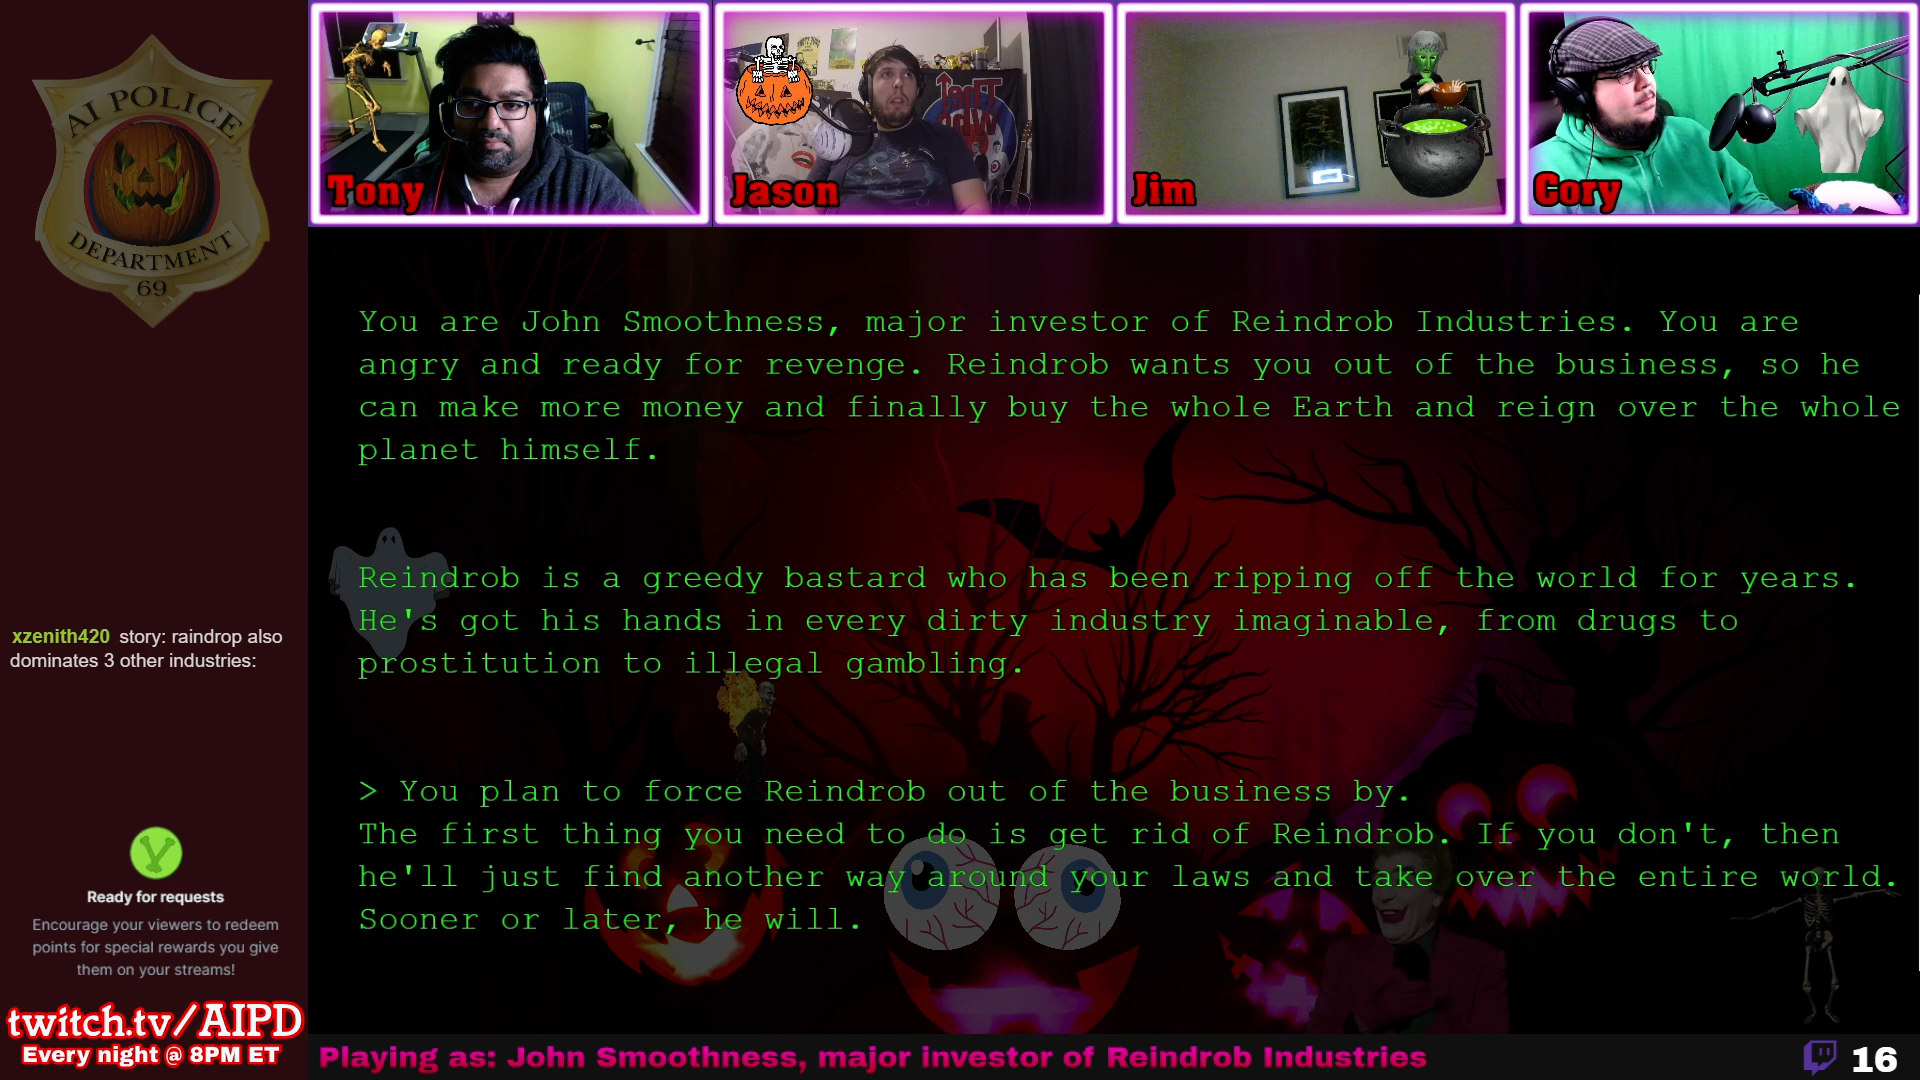 AI POLICE
DEPARTMENT
69
Tony
Jason
Jim
Cory
You are John Smoothness, major investor of Reindrob Industries. You are
angry and ready for revenge. Reindrob wants you out of the business, so he
can make more money and finally buy the whole Earth and reign over the whole
planet himself.
Reindrob is a greedy bastard who has been ripping off the world for years.
He's got his hands in every dirty industry imaginable, from drugs to
prostitution to illegal gambling.
> You plan to force Reindrob out of the business by.
The first thing you need to do is get rid of Reindrob. If you don't, then
he'll just find another way around your laws and take over the entire world.
Sooner or later, he will.
xzenith420 story: raindrop also
dominates 3 other industries:
Ready for requests
Encourage your viewers to redeem
points for special rewards you give
them on your streams!
twitch.tv/AIPD
Every night @ 8PM ET
Playing as: John Smoothness, major investor of Reindrob Industries
16